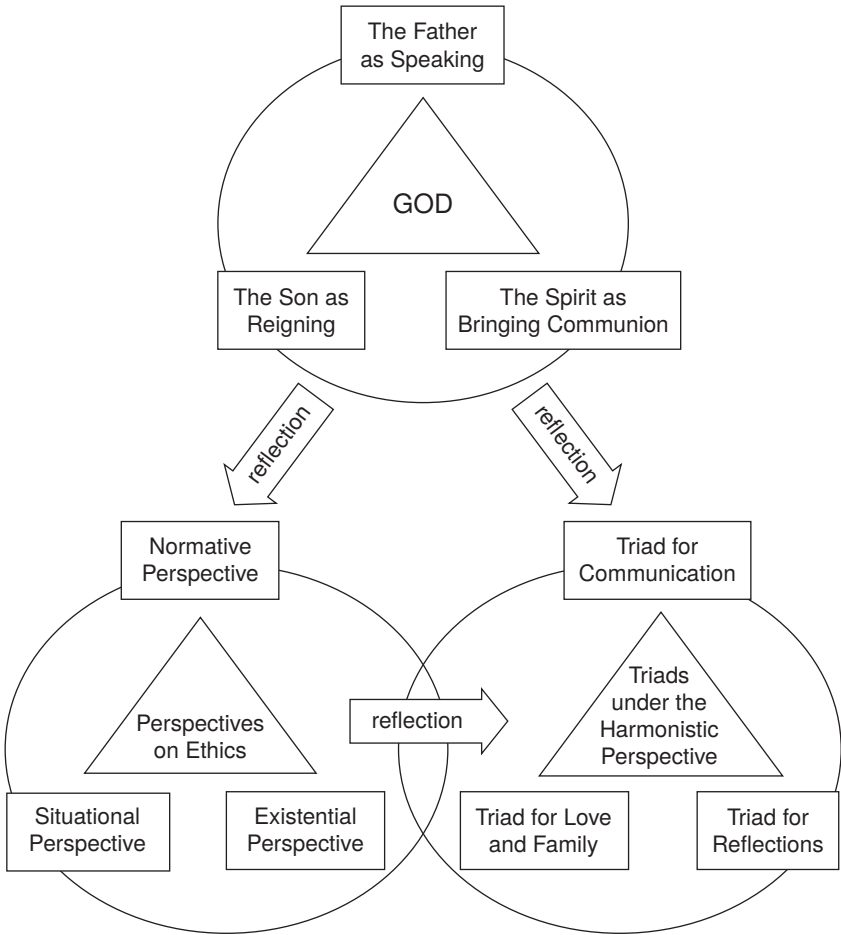 The Father
as Speaking
GOD
The Son as
Reigning
The Spirit as
Bringing Communion
reflection
reflection
Normative
Perspective
Perspectives
on Ethics
Situational
Perspective
Existential
Perspective
reflection
Triad for
Communication
Triads
under the
Harmonistic
Perspective
Triad for Love
and Family
Triad for
Reflections